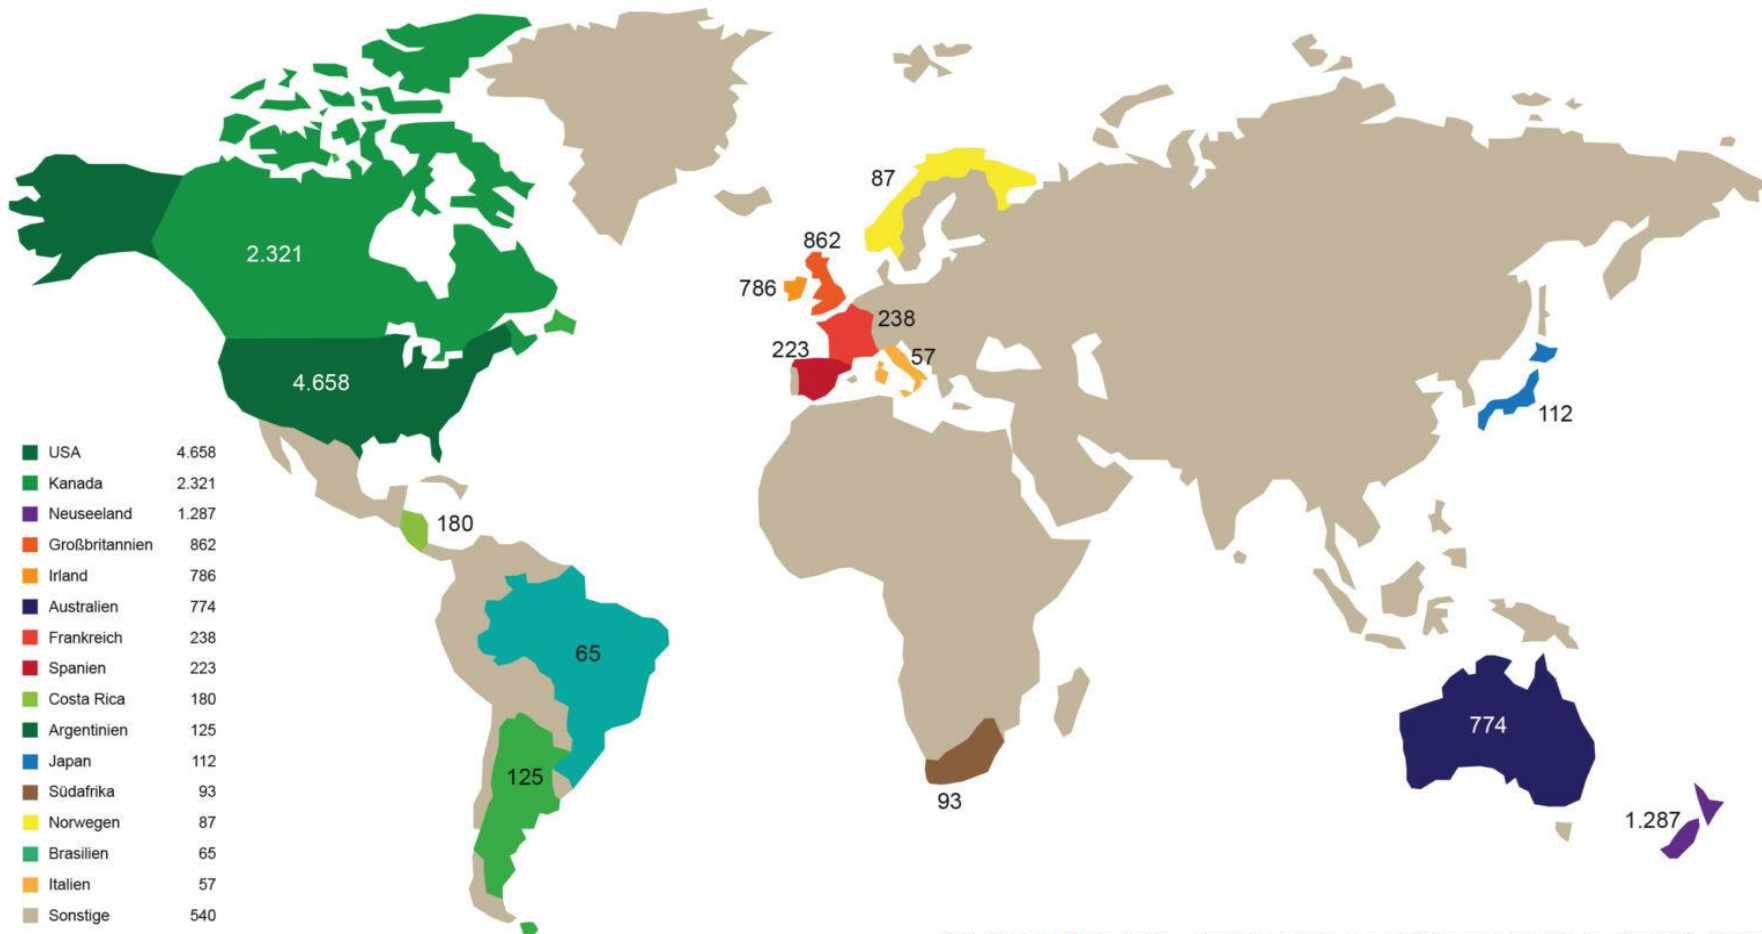 87
862
2.321
786
238
223
57
4.658
112
USA 4.658
Kanada 2.321
Neuseeland 1.287
Großbritannien 862
Irland 786
Australien 774
Frankreich 238
Spanien 223
Costa Rica 180
Argentinien 125
Japan 112
Südafrika 93
Norwegen 87
Brasilien 65
Italien 57
Sonstige 540
180
65
774
125
93
1.287